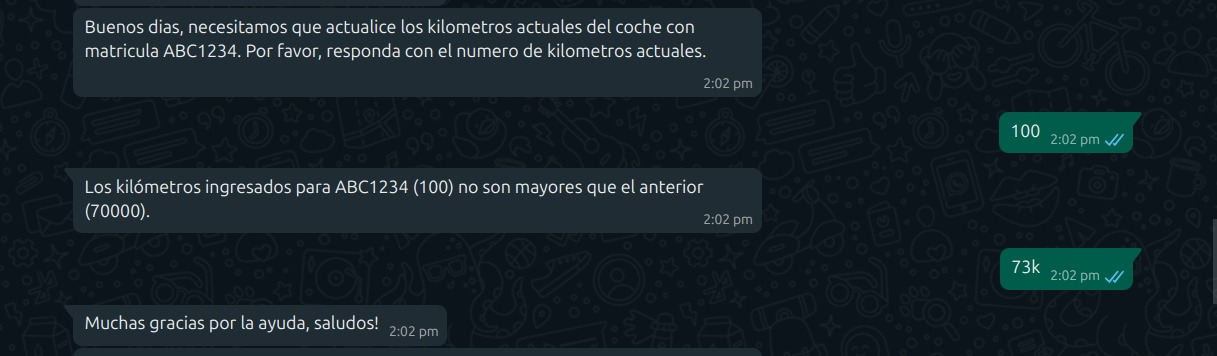 Buenos dias, necesitamos que actualice los kilometros actuales del coche con
matricula ABC1234. Por favor, responda con el numero de kilometros actuales.
2:02 pm
100 2:02 pm
Los kilómetros ingresados para ABC1234 (100) no son mayores que el anterior
(70000).
2:02 pm
73k 2:02 pm
Muchas gracias por la ayuda, saludos! 2:02 pm